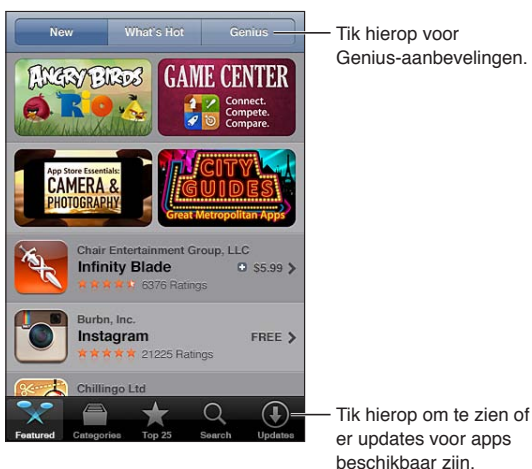 New What's Hot Genius
Tik hierop voor
Genius-aanbevelingen.
ANGRY BIRDS
RIO
GAME CENTER
Connect.
Compete.
Compare.
App Store Essentials:
CAMERA &
PHOTOGRAPHY
CITY
GUIDES
Great Metropolitan Apps
Chair Entertainment Group, LLC
Infinity Blade
$5.99
6376 Ratings
Burbn, Inc.
Instagram
FREE
21225 Ratings
Chillingo Ltd
Featured Categories Top 25 Search Updates
Tik hierop om te zien of
er updates voor apps
beschikbaar zijn.